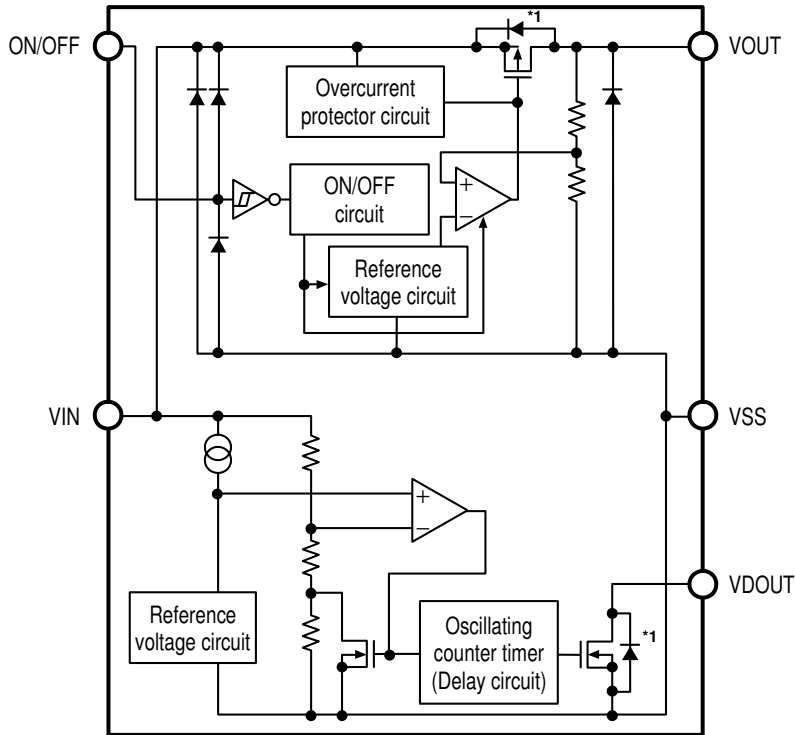 *1
ON/OFF
VOUT
Overcurrent
protector circuit
ON/OFF
circuit
+
−
Reference
voltage circuit
VIN
VSS
+
−
VDOUT
Reference
voltage circuit
Oscillating
counter timer
(Delay circuit)
*1